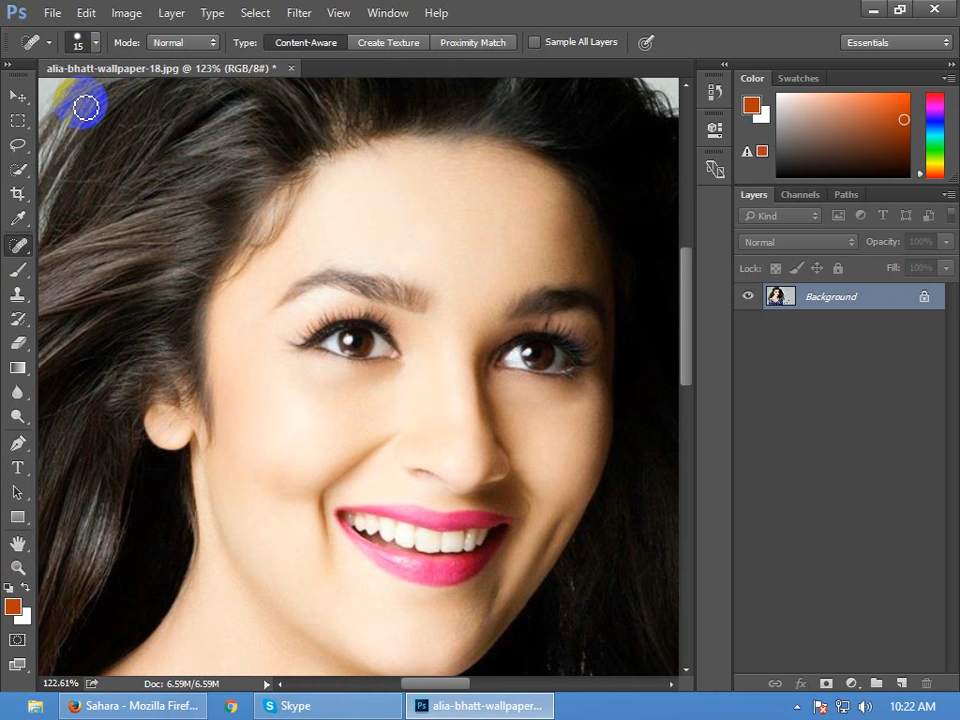 Ps File Edit Image Layer Type Select Filter View Window Help
15 Mode: Normal Type: Content-Aware Create Texture Proximity Match Sample All Layers Essentials
alia-bhatt-wallpaper-18.jpg @ 123% (RGB/8#) * ×
Color Swatches
Layers Channels Paths
Kind
Normal Opacity: 100%
Lock: Fill: 100%
Background
122.61% Doc: 6.59M/6.59M
fx
Sahara - Mozilla Firef... Skype Ps alia-bhatt-wallpaper... 10:22 AM